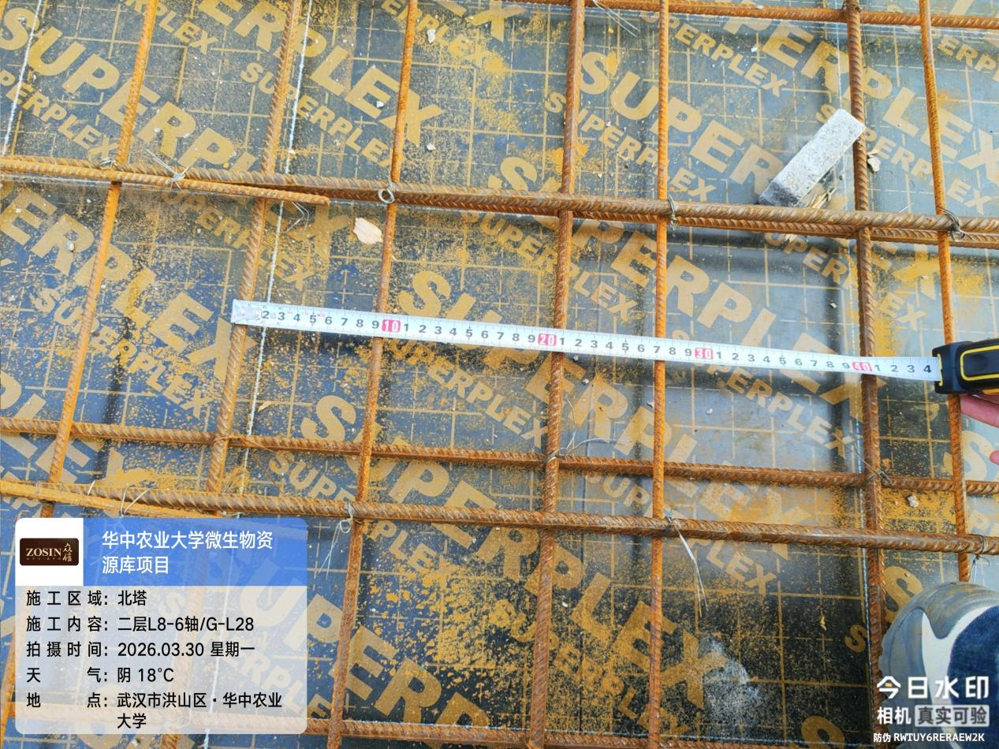 SUPERPLEX
SUPERPLEX
SUPERPLEX
SUPERPLEX
SUPERPLEX
SUPERPLEX
2 3 4 5 6 7 8 9 10 1 2 3 4 5 6 7 8 9 20 1 2 3 4 5 6 7 8 9 30 1 2 3 4 5 6 7 8 9 40 1 2 3 4
ZOSIN 众信
华中农业大学微生物资
源库项目
施工区域：北塔
施工内容：二层L8-6轴/G-L28
拍摄时间：2026.03.30 星期一
天气：阴 18°C
地点：武汉市洪山区·华中农业
大学
今日水印
相机 真实可验
防伪 RWTUY6RERAEW2K